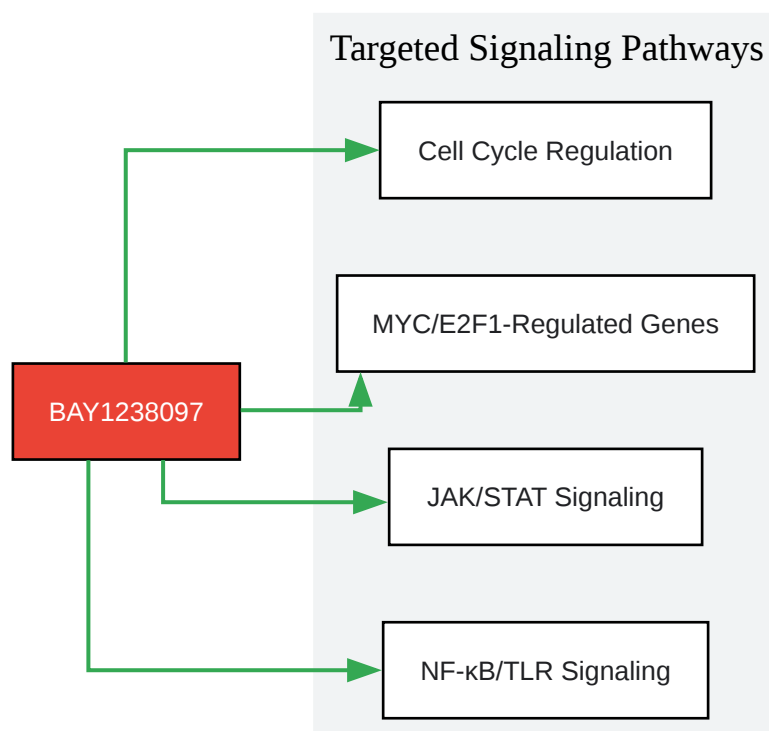 Targeted Signaling Pathways
Cell Cycle Regulation
MYC/E2F1-Regulated Genes
BAY1238097
JAK/STAT Signaling
NF-κB/TLR Signaling